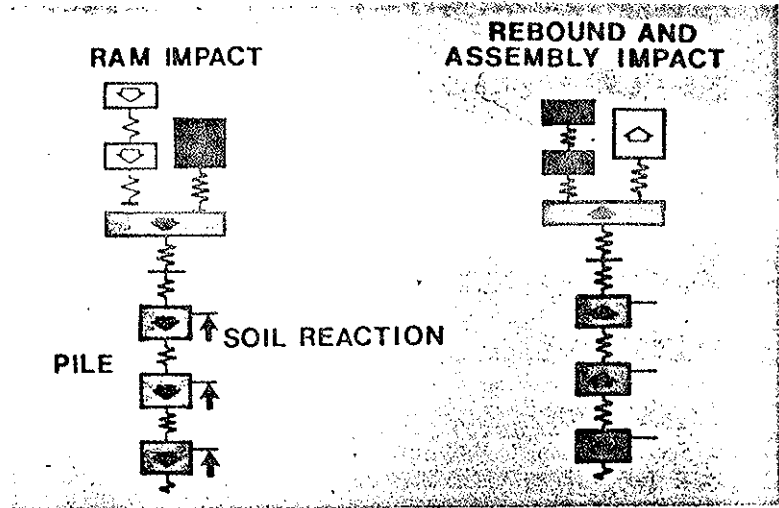 RAM IMPACT
REBOUND AND
ASSEMBLY IMPACT
SOIL REACTION
PILE